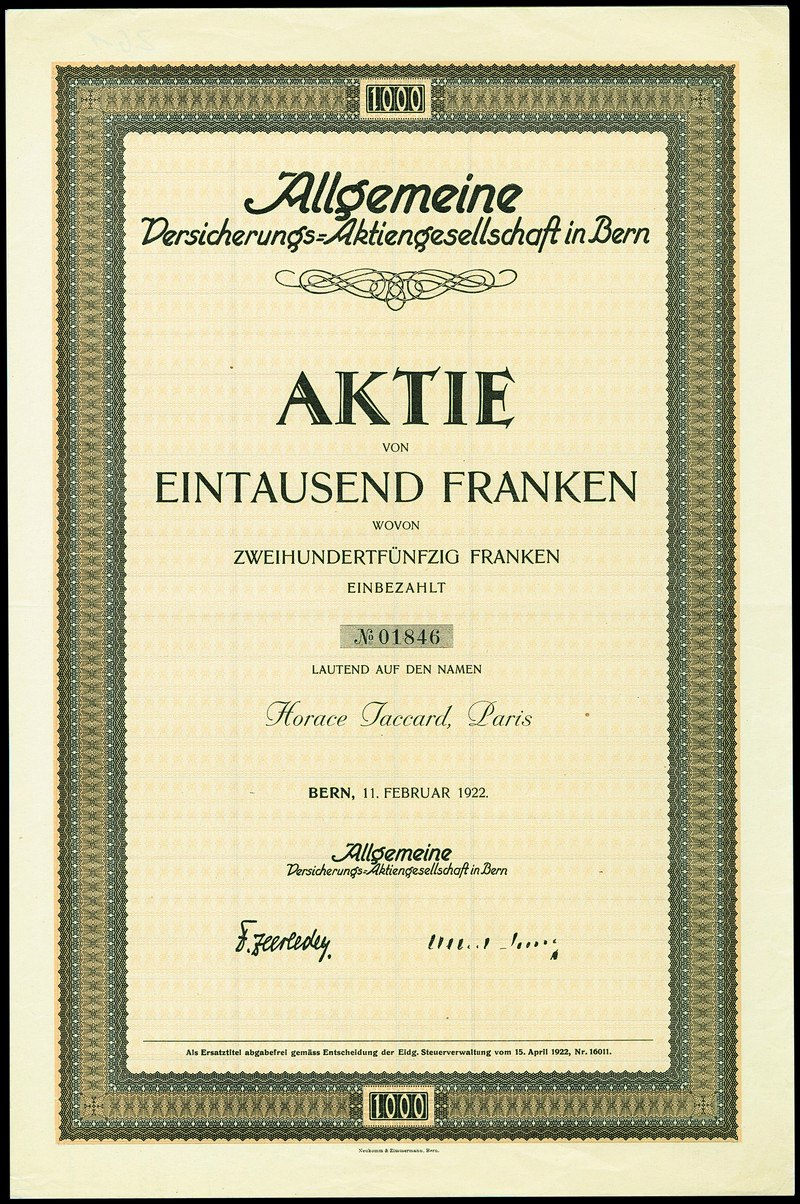 1000
Allgemeine
Versicherungs=Aktiengesellschaft in Bern
AKTIE
VON
EINTAUSEND FRANKEN
WOVON
ZWEIHUNDERTFÜNFZIG FRANKEN
EINBEZAHLT
№ 01846
LAUTEND AUF DEN NAMEN
Horace Taccard, Paris
BERN, 11. FEBRUAR 1922.
Allgemeine
Versicherungs=Aktiengesellschaft in Bern
F. Zeerleder.
Als Ersatztitel abgabefrei gemäss Entscheidung der Eidg. Steuerverwaltung vom 15. April 1922, Nr. 16011.
1000
Neukomm & Zimmermann, Bern.